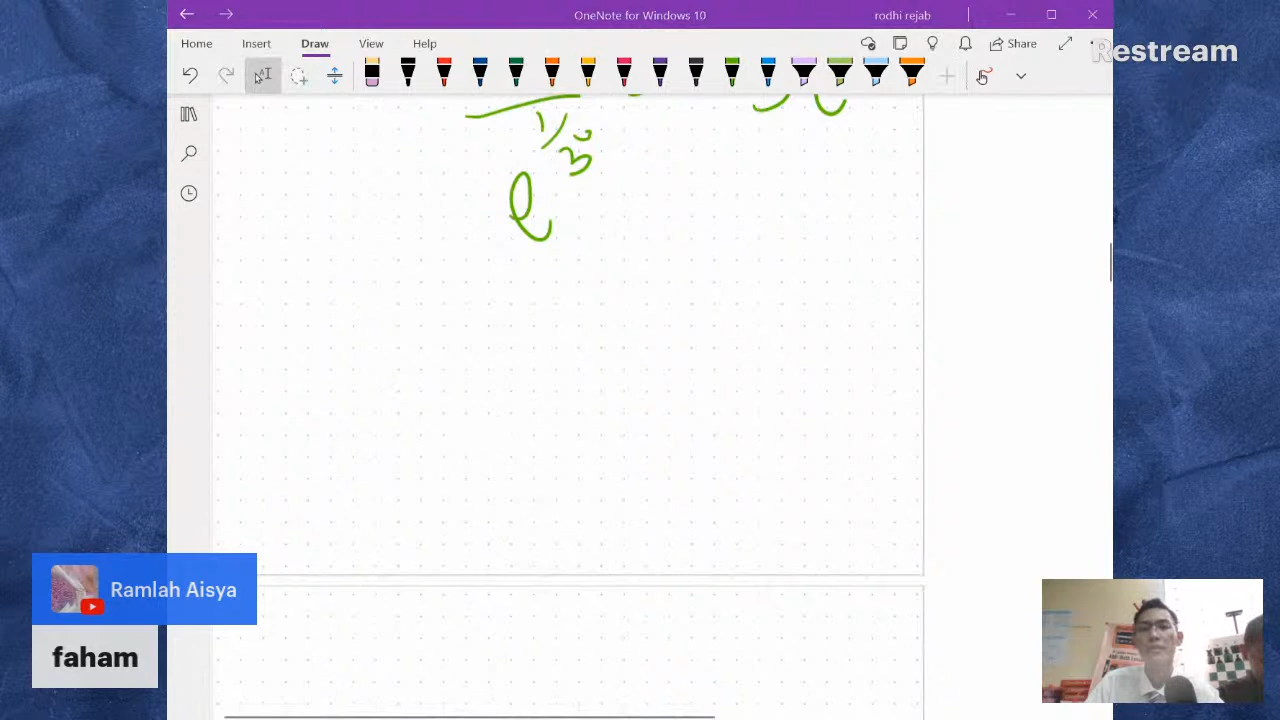 OneNote for Windows 10
rodhi rejab
Home Insert Draw View Help
Share
Restream
Ramlah Aisya
faham